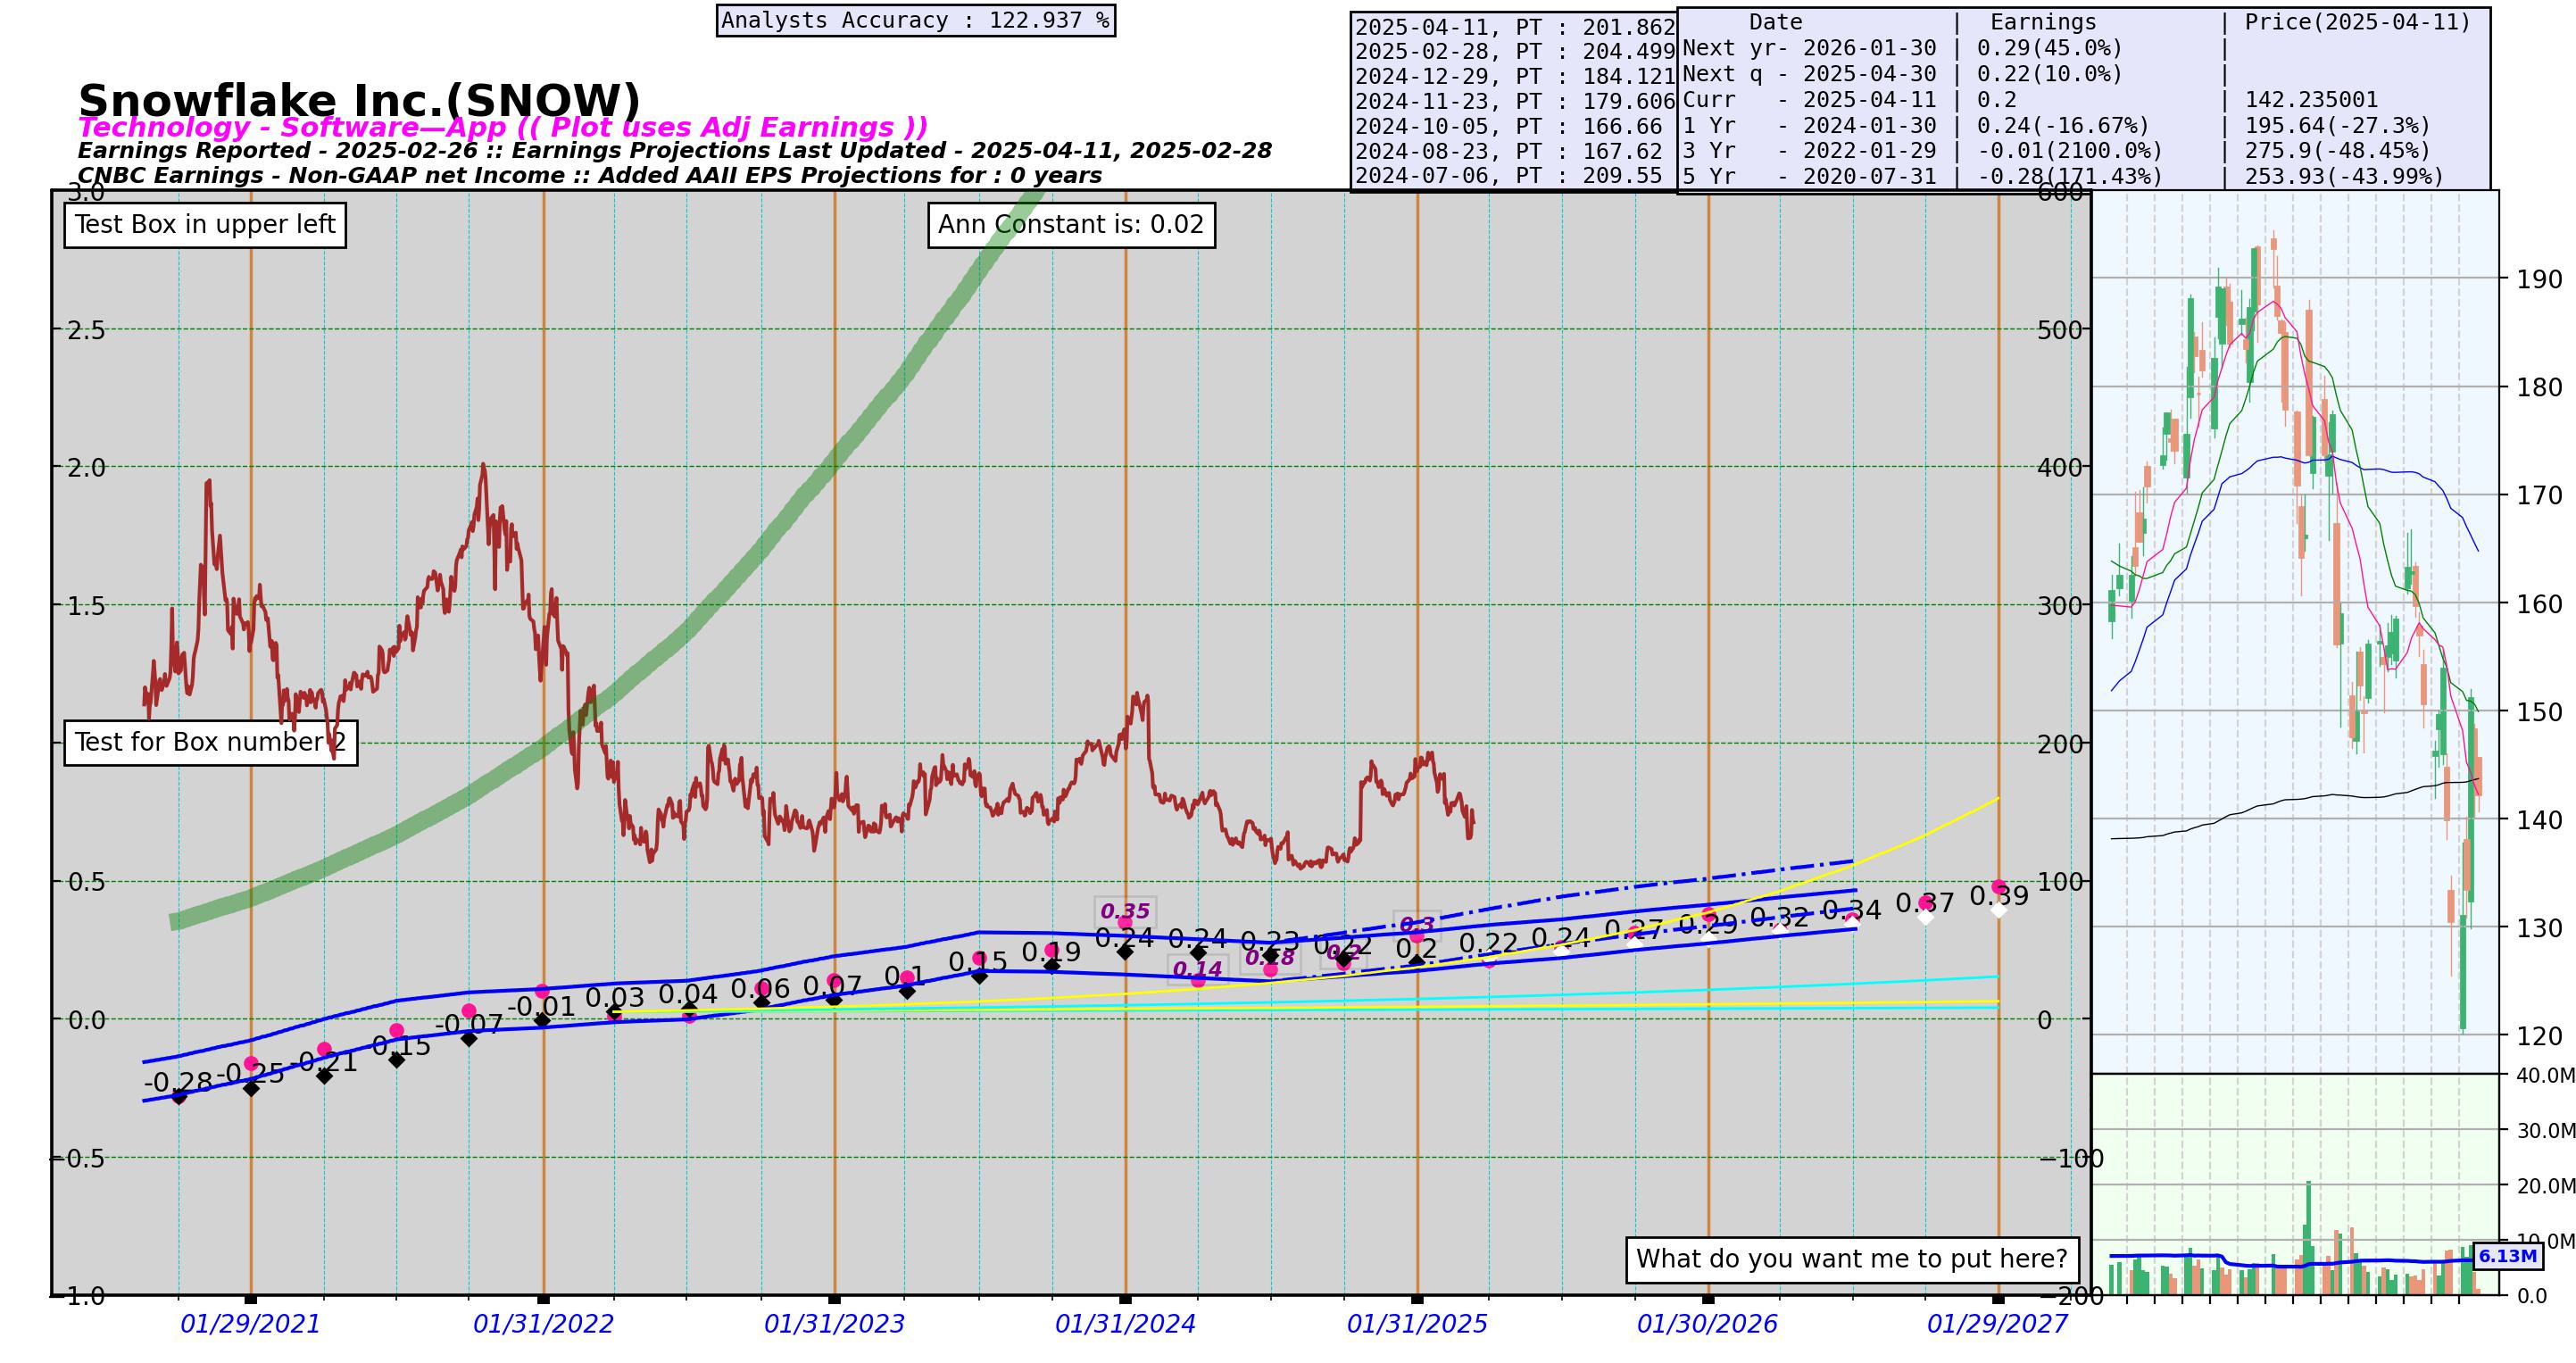 Analysts Accuracy : 122.937 %
2025-04-11, PT : 201.862
2025-02-28, PT : 204.499
2024-12-29, PT : 184.121
2024-11-23, PT : 179.606
2024-10-05, PT : 166.66
2024-08-23, PT : 167.62
2024-07-06, PT : 209.55
Date | Earnings | Price(2025-04-11)
Next yr- 2026-01-30 | 0.29(45.0%) |
Next q - 2025-04-30 | 0.22(10.0%) |
Curr - 2025-04-11 | 0.2 | 142.235001
1 Yr - 2024-01-30 | 0.24(-16.67%) | 195.64(-27.3%)
3 Yr - 2022-01-29 | -0.01(2100.0%) | 275.9(-48.45%)
5 Yr - 2020-07-31 | -0.28(171.43%) | 253.93(-43.99%)
Snowflake Inc.(SNOW)
Technology - Software—App (( Plot uses Adj Earnings ))
Earnings Reported - 2025-02-26 :: Earnings Projections Last Updated - 2025-04-11, 2025-02-28
CNBC Earnings - Non-GAAP net Income :: Added AAII EPS Projections for : 0 years
3.0
2.5
2.0
1.5
0.5
0.0
−0.5
−1.0
Test Box in upper left
Ann Constant is: 0.02
Test for Box number 2
What do you want me to put here?
-0.28
-0.25
-0.21
-0.15
-0.07
-0.01
0.03
0.04
0.06
0.07
0.1
0.15
0.19
0.24
0.24
0.23
0.22
0.2
0.22
0.24
0.27
0.29
0.32
0.34
0.37
0.39
0.35
0.14
0.18
0.2
0.3
600
500
400
300
200
100
0
−100
−200
190
180
170
160
150
140
130
120
40.0M
30.0M
20.0M
10.0M
0.0
6.13M
01/29/2021
01/31/2022
01/31/2023
01/31/2024
01/31/2025
01/30/2026
01/29/2027